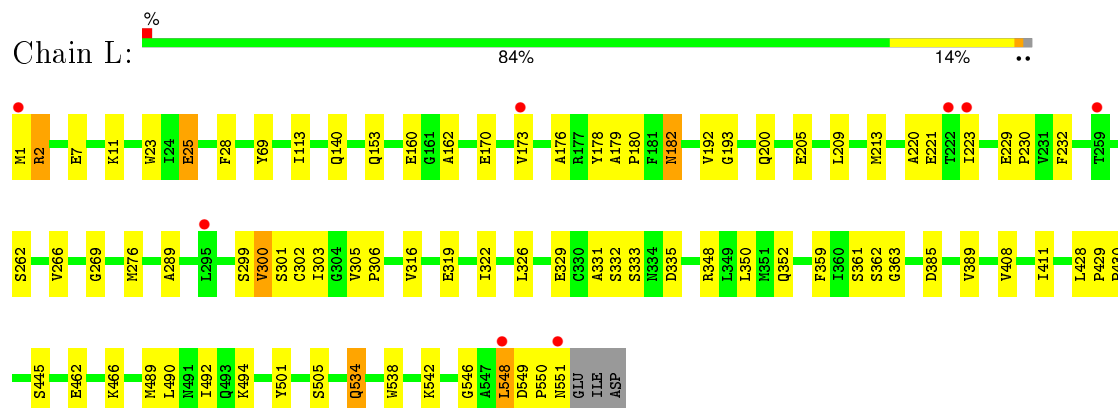 %
Chain L:
84% 14% ••
M1 R2 E7 K11 W23 I24 E25 F28 Y69 I113 Q140 Q153 E160 G161 A162 E170 V173 A176 R177 Y178 A179 P180 F181 N182 V192 G193 Q200 E205 L209 M213 A220 E221 T222 I223 E229 P230 V231 F232 T259
S262 V266 G269 M276 A289 L295 S299 V300 S301 C302 I303 G304 V305 P306 V316 E319 I322 L326 E329 C330 A331 S332 S333 N334 D335 R348 L349 L350 M351 Q352 F359 I360 S361 S362 G363 D385 V389 V408 I411 L428 P429
S445 E462 K466 M489 L490 N491 I492 Q493 K494 Y501 S505 Q534 W538 K542 G546 A547 L548 D549 P550 N551 GLU ILE ASP